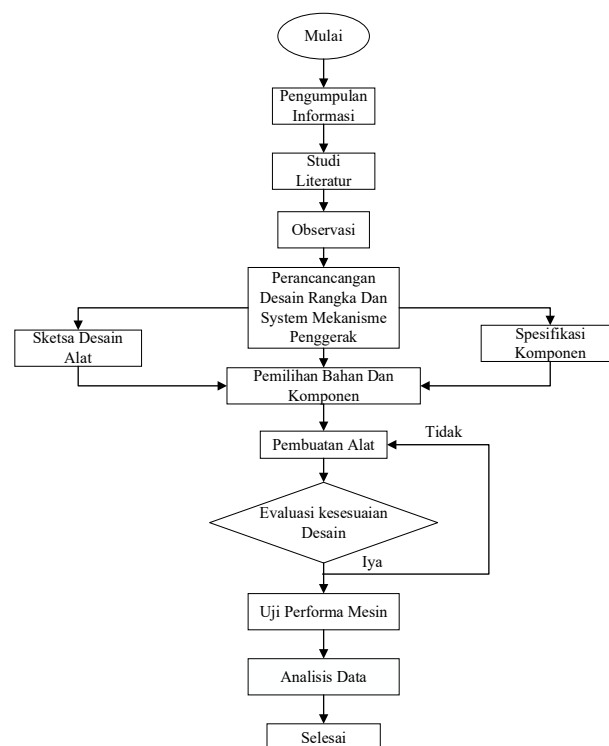 Mulai
Pengumpulan
Informasi
Studi
Literatur
Observasi
Perancancangan
Desain Rangka Dan
System Mekanisme
Penggerak
Sketsa Desain
Alat
Spesifikasi
Komponen
Pemilihan Bahan Dan
Komponen
Tidak
Pembuatan Alat
Evaluasi kesesuaian
Desain
Iya
Uji Performa Mesin
Analisis Data
Selesai